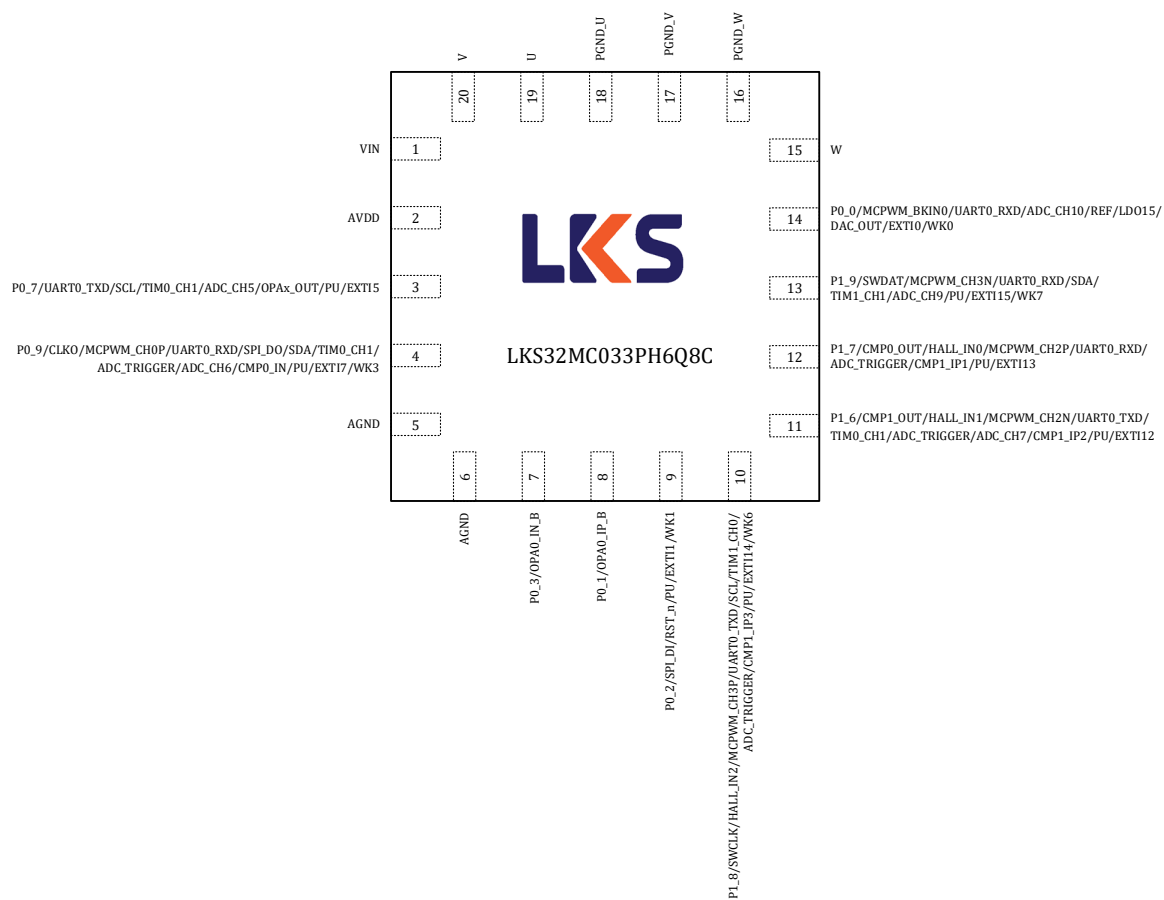 V
U
PGND_U
PGND_V
PGND_W
20
19
18
17
16
VIN
1
15
W
AVDD
2
14
P0_0/MCPWM_BKIN0/UART0_RXD/ADC_CH10/REF/LDO15/
DAC_OUT/EXTI0/WK0
LKS
P0_7/UART0_TXD/SCL/TIM0_CH1/ADC_CH5/OPAx_OUT/PU/EXTI5
3
13
P1_9/SWDAT/MCPWM_CH3N/UART0_RXD/SDA/
TIM1_CH1/ADC_CH9/PU/EXTI15/WK7
P0_9/CLKO/MCPWM_CH0P/UART0_RXD/SPI_DO/SDA/TIM0_CH1/
ADC_TRIGGER/ADC_CH6/CMP0_IN/PU/EXTI7/WK3
4
LKS32MC033PH6Q8C
12
P1_7/CMP0_OUT/HALL_IN0/MCPWM_CH2P/UART0_RXD/
ADC_TRIGGER/CMP1_IP1/PU/EXTI13
AGND
5
11
P1_6/CMP1_OUT/HALL_IN1/MCPWM_CH2N/UART0_TXD/
TIM0_CH1/ADC_TRIGGER/ADC_CH7/CMP1_IP2/PU/EXTI12
6
7
8
9
10
AGND
P0_3/OPA0_IN_B
P0_1/OPA0_IP_B
P0_2/SPI_DI/RST_n/PU/EXTI1/WK1
P1_8/SWCLK/HALL_IN2/MCPWM_CH3P/UART0_TXD/SCL/TIM1_CH0/
ADC_TRIGGER/CMP1_IP3/PU/EXTI14/WK6